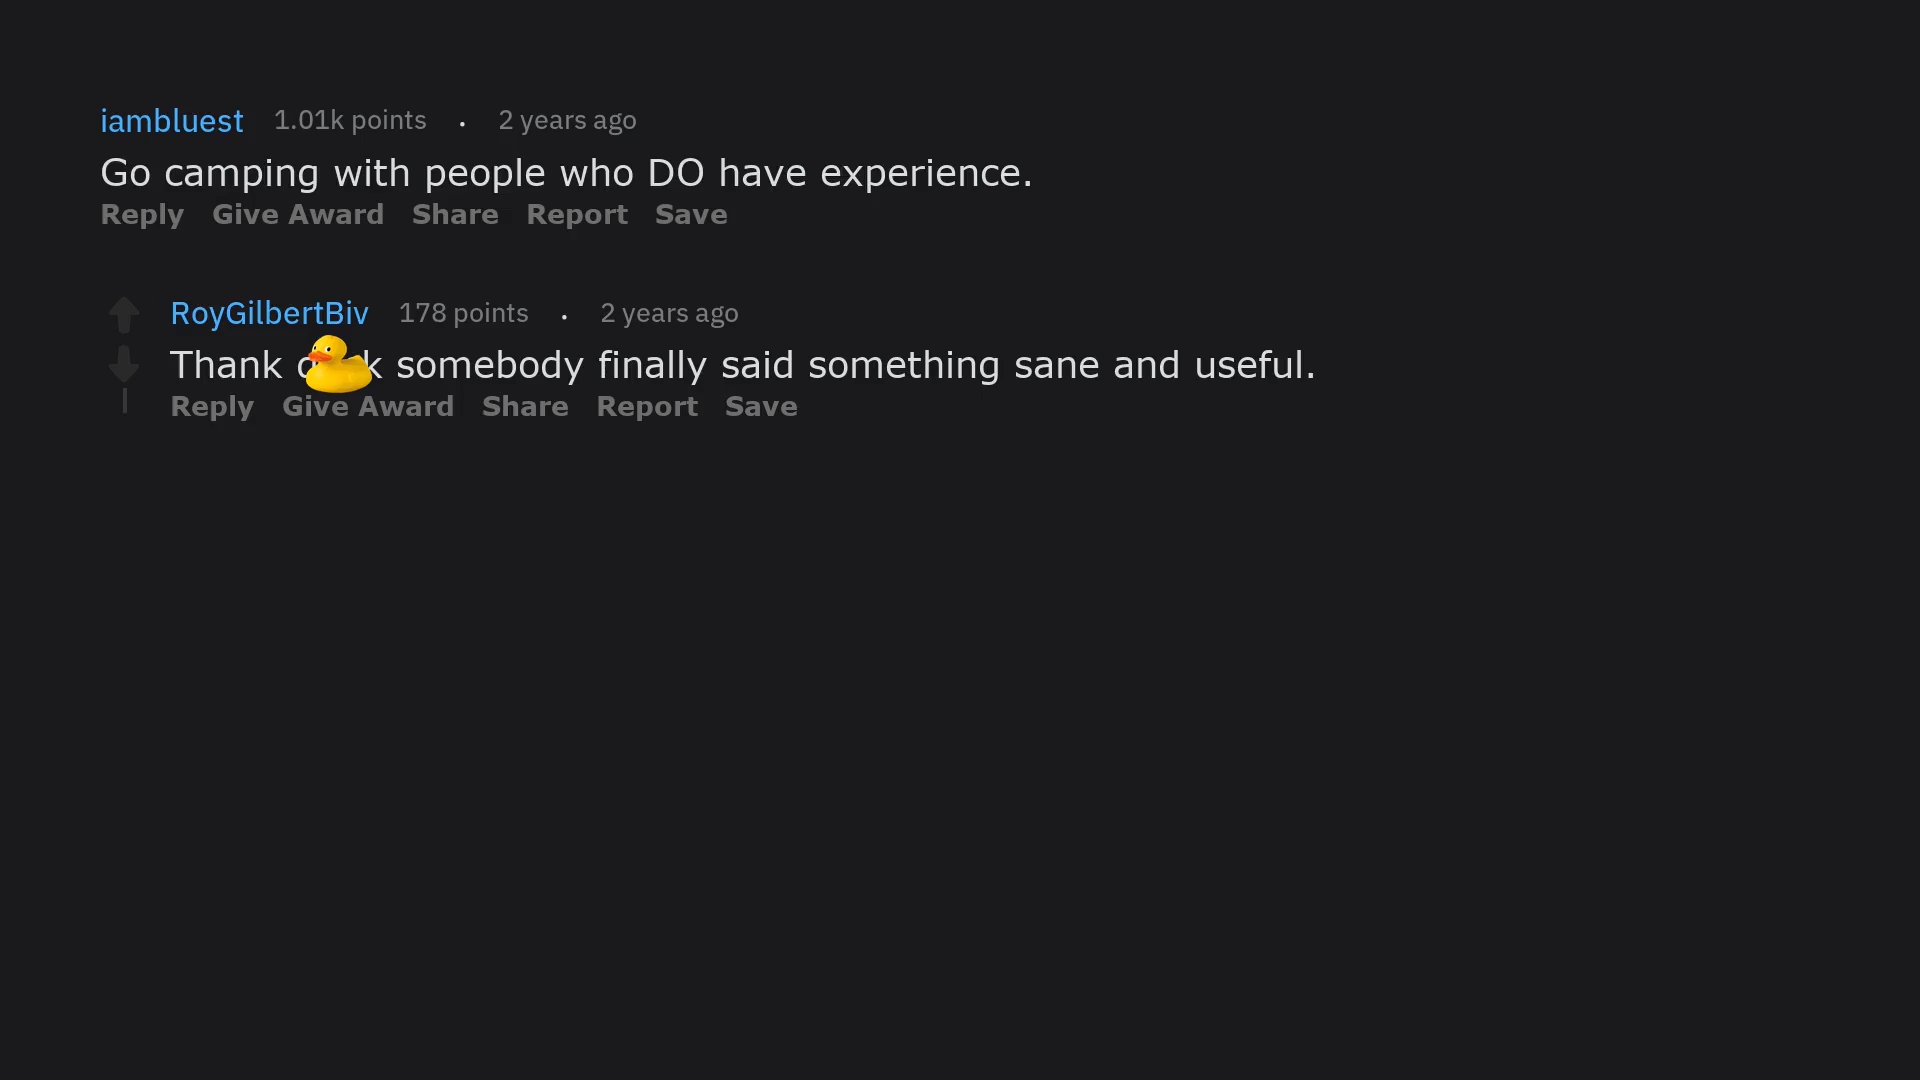 iambluest 1.01k points . 2 years ago
Go camping with people who DO have experience.
Reply Give Award Share Report Save
RoyGilbertBiv 178 points . 2 years ago
Thank somebody finally said something sane and useful.
Reply Give Award Share Report Save